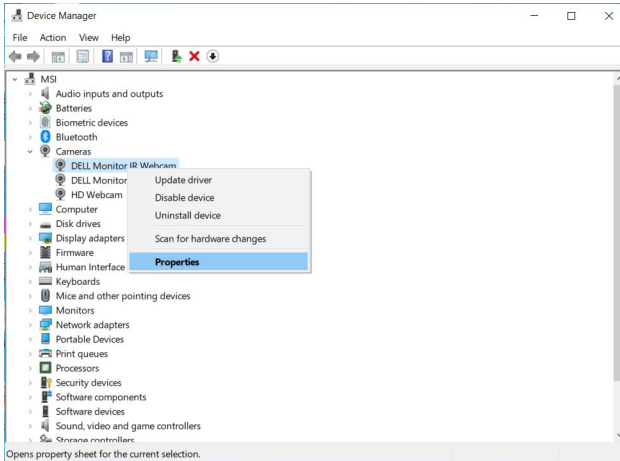 Device Manager
File Action View Help
MSI
Audio inputs and outputs
Batteries
Biometric devices
Bluetooth
Cameras
DELL Monitor IR Webcam
DELL Monitor
HD Webcam
Update driver
Disable device
Uninstall device
Scan for hardware changes
Properties
Computer
Disk drives
Display adapters
Firmware
Human Interface
Keyboards
Mice and other pointing devices
Monitors
Network adapters
Portable Devices
Print queues
Processors
Security devices
Software components
Software devices
Sound, video and game controllers
Storage controllers
Opens property sheet for the current selection.